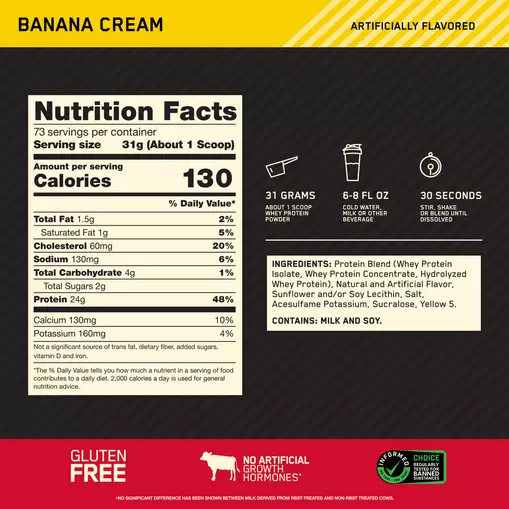 BANANA CREAM
ARTIFICIALLY FLAVORED
Nutrition Facts
73 servings per container
Serving size 31g (About 1 Scoop)
Amount per serving
Calories 130
% Daily Value*
Total Fat 1.5g 2%
Saturated Fat 1g 5%
Cholesterol 60mg 20%
Sodium 130mg 6%
Total Carbohydrate 4g 1%
Total Sugars 2g
Protein 24g 48%
Calcium 130mg 10%
Potassium 160mg 4%
Not a significant source of trans fat, dietary fiber, added sugars,
vitamin D and iron.
*The % Daily Value tells you how much a nutrient in a serving of food
contributes to a daily diet. 2,000 calories a day is used for general
nutrition advice.
31 GRAMS
ABOUT 1 SCOOP
WHEY PROTEIN
POWDER
6-8 FL OZ
COLD WATER,
MILK OR OTHER
BEVERAGE
30 SECONDS
STIR, SHAKE
OR BLEND UNTIL
DISSOLVED
INGREDIENTS: Protein Blend (Whey Protein
Isolate, Whey Protein Concentrate, Hydrolyzed
Whey Protein), Natural and Artificial Flavor,
Sunflower and/or Soy Lecithin, Salt,
Acesulfame Potassium, Sucralose, Yellow 5.
CONTAINS: MILK AND SOY.
GLUTEN
FREE
NO ARTIFICIAL
GROWTH
HORMONES*
INFORMED
CHOICE
REGULARLY
TESTED FOR
BANNED
SUBSTANCES
*NO SIGNIFICANT DIFFERENCE HAS BEEN SHOWN BETWEEN MILK DERIVED FROM RBST-TREATED AND NON-RBST TREATED COWS.